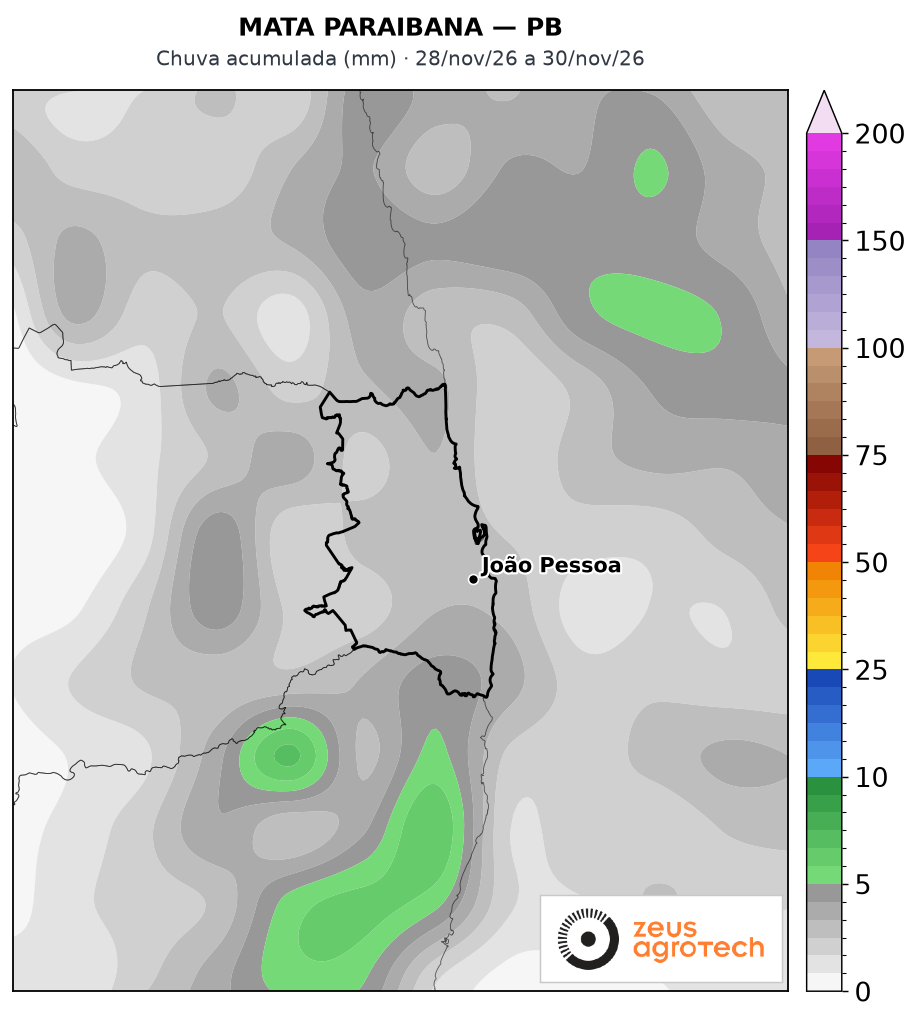 MATA PARAIBANA — PB
Chuva acumulada (mm) · 28/nov/26 a 30/nov/26
200
150
100
75
50
25
10
5
0
João Pessoa
zeus
agrotech